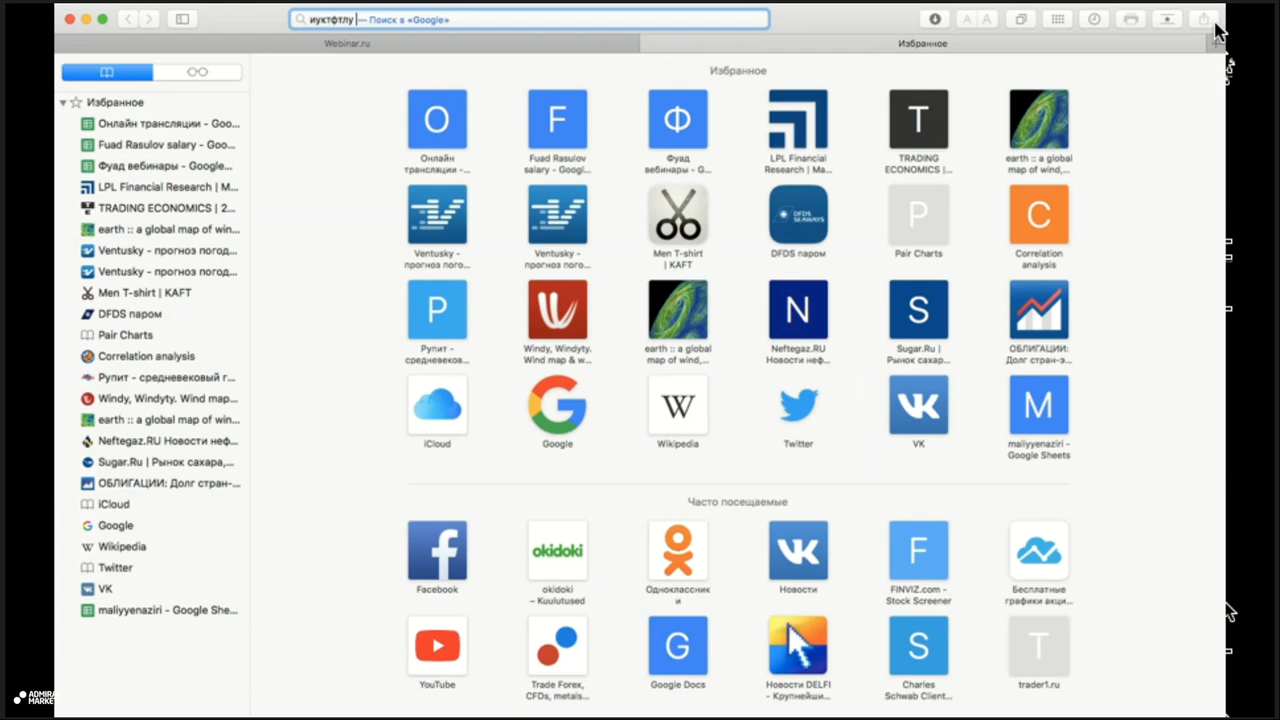 иуктфтлу — Поиск в «Google»
A A
Webinar.ru
Избранное
Избранное
Онлайн трансляции - Goo...
Fuad Rasulov salary - Goo...
Фуад вебинары - Google...
LPL Financial Research | M...
TRADING ECONOMICS | 2...
earth :: a global map of win...
Ventusky - прогноз погод...
Ventusky - прогноз погод...
Men T-shirt | KAFT
DFDS паром
Pair Charts
Correlation analysis
Рупит - средневековый г...
Windy, Windyty. Wind map...
earth :: a global map of win...
Neftegaz.RU Новости неф...
Sugar.Ru | Рынок сахара,...
ОБЛИГАЦИИ: Долг стран-...
iCloud
Google
Wikipedia
Twitter
VK
maliyyenaziri - Google She...
Избранное
O
Онлайн
трансляции -...
F
Fuad Rasulov
salary - Googl...
Ф
Фуад
вебинары - G...
LPL Financial
Research | Ma...
T
TRADING
ECONOMICS |...
earth :: a global
map of wind,...
Ventusky -
прогноз пого...
Ventusky -
прогноз пого...
Men T-shirt
| KAFT
DFDS
SEAWAYS
DFDS паром
P
Pair Charts
C
Correlation
analysis
P
Рупит -
средневеков...
Windy, Windyty.
Wind map & w...
earth :: a global
map of wind,...
N
Neftegaz.RU
Новости неф...
S
Sugar.Ru |
Рынок сахар...
ОБЛИГАЦИИ:
Долг стран-э...
iCloud
Google
W
Wikipedia
Twitter
VK
M
maliyyenaziri -
Google Sheets
Часто посещаемые
Facebook
okidoki
okidoki
– Kuulutused
Одноклассник
и
Новости
F
FINVIZ.com -
Stock Screener
Бесплатные
графики акци...
YouTube
Trade Forex,
CFDs, metals...
G
Google Docs
Новости DELFI
- Крупнейши...
S
Charles
Schwab Client...
T
trader1.ru
ADMIRA
MARKE